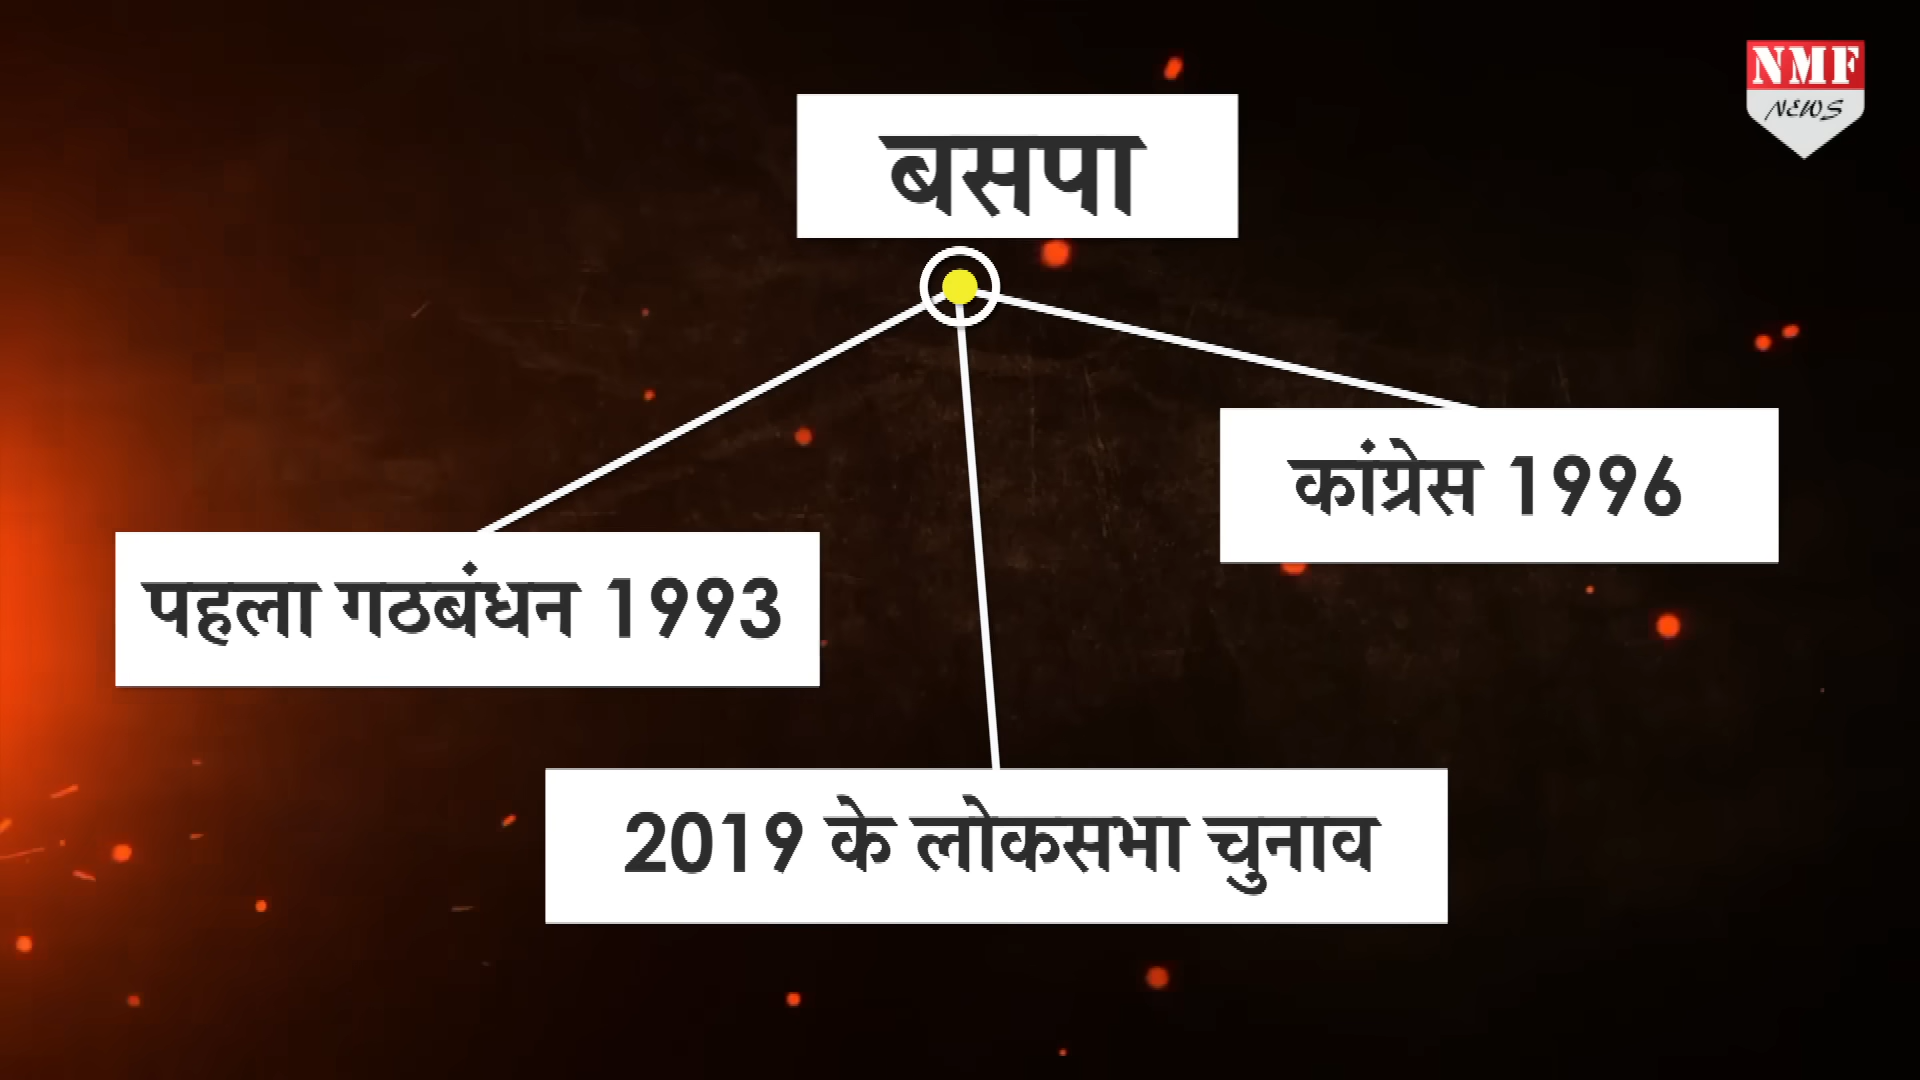 NMF
NEWS
बसपा
कांग्रेस 1996
पहला गठबंधन 1993
2019 के लोकसभा चुनाव